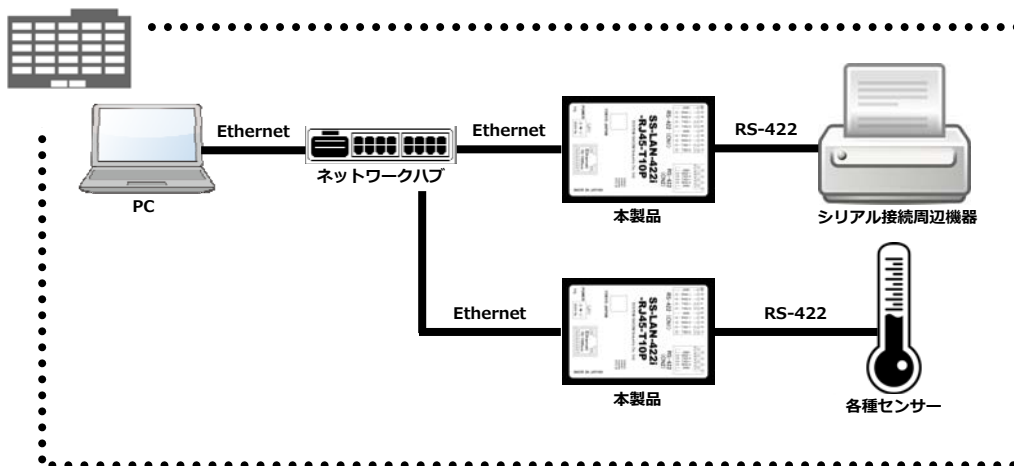 Ethernet
Ethernet
RS-422
SS-LAN-422i
-RJ45-T10P
PC
ネットワークハブ
本製品
シリアル接続周辺機器
Ethernet
RS-422
SS-LAN-422i
-RJ45-T10P
本製品
各種センサー